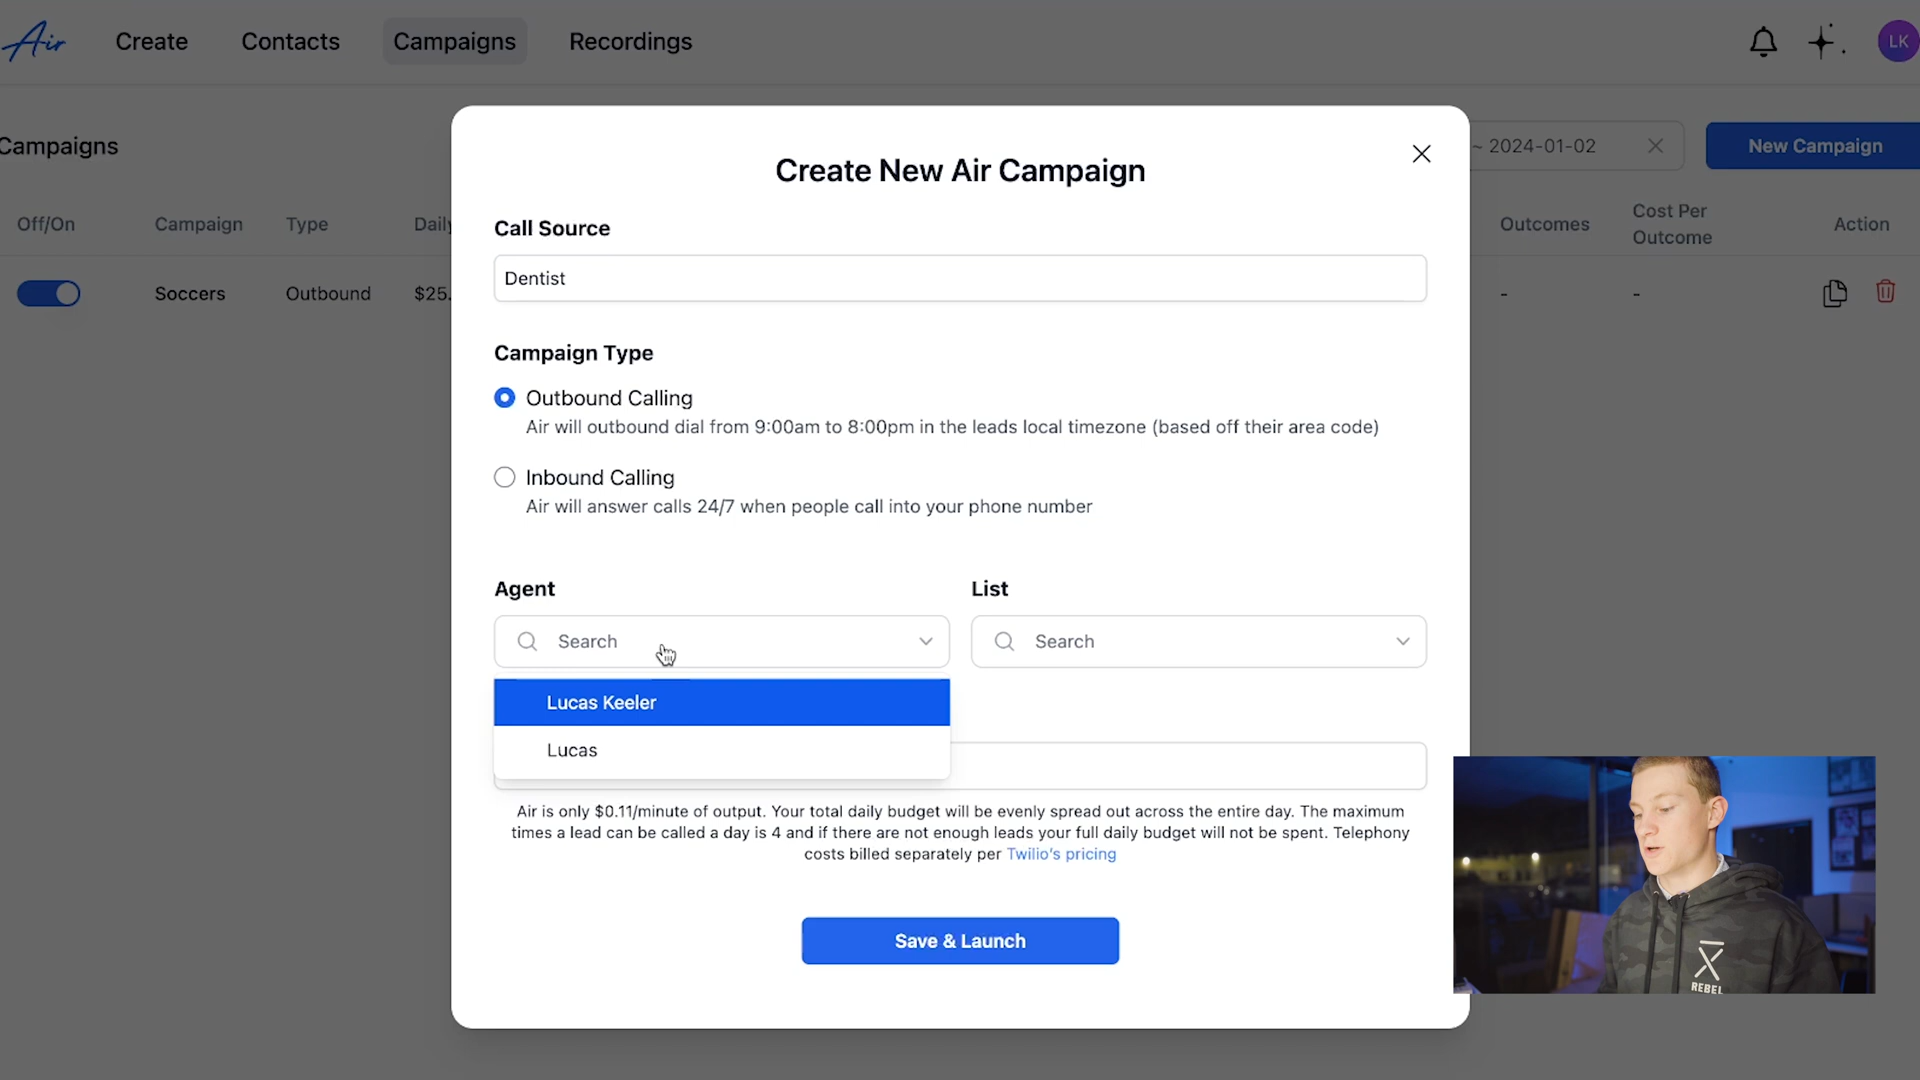 Air
Create
Contacts
Campaigns
Recordings
LK
Campaigns
~ 2024-01-02
New Campaign
Off/On
Campaign
Type
Daily
Outcomes
Cost Per
Outcome
Action
Soccers
Outbound
$25.
-
-
Create New Air Campaign
Call Source
Dentist
Campaign Type
Outbound Calling
Air will outbound dial from 9:00am to 8:00pm in the leads local timezone (based off their area code)
Inbound Calling
Air will answer calls 24/7 when people call into your phone number
Agent
List
Search
Search
Lucas Keeler
Lucas
Air is only $0.11/minute of output. Your total daily budget will be evenly spread out across the entire day. The maximum
times a lead can be called a day is 4 and if there are not enough leads your full daily budget will not be spent. Telephony
costs billed separately per Twilio's pricing
Save & Launch
REBEL